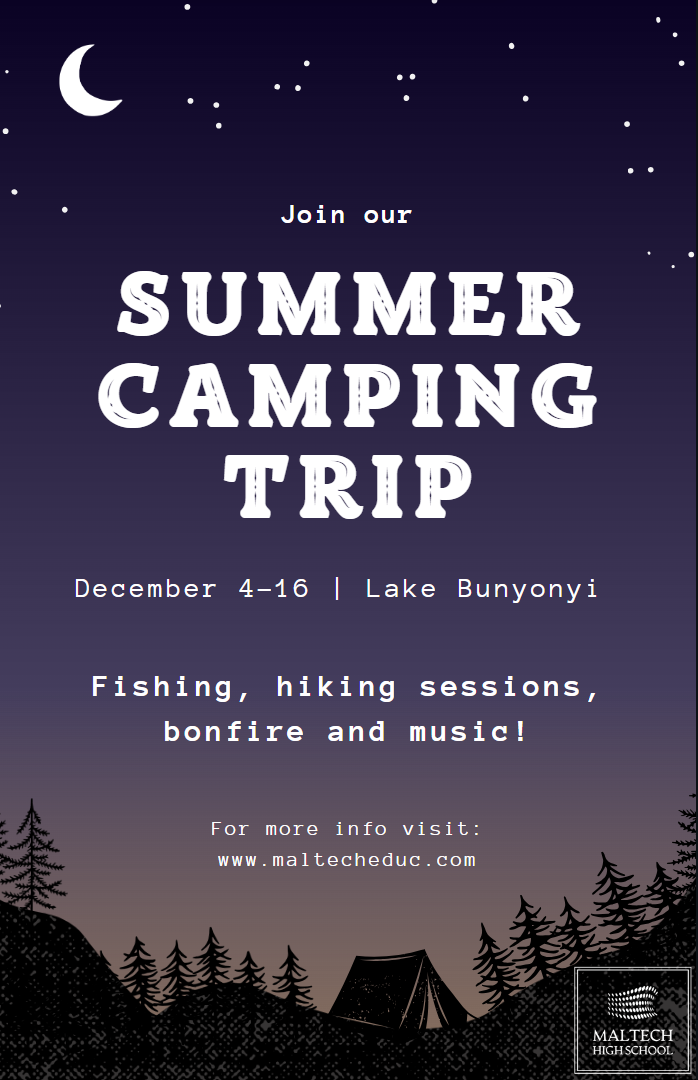 Join our
SUMMER
CAMPING
TRIP
December 4-16 | Lake Bunyonyi
Fishing, hiking sessions,
bonfire and music!
For more info visit:
www.maltecheduc.com
MALTECH
HIGH SCHOOL